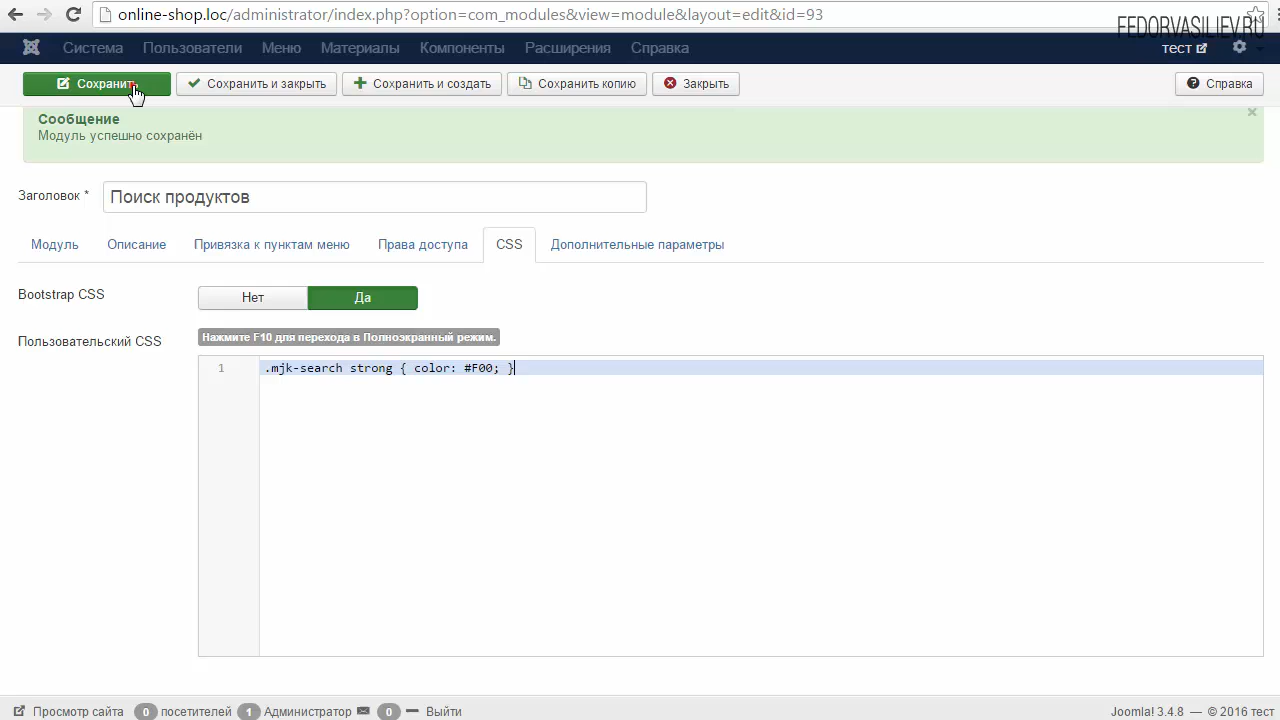 online-shop.loc/administrator/index.php?option=com_modules&view=module&layout=edit&id=93
FEDORVASILIEV.RU
Система Пользователи Меню Материалы Компоненты Расширения Справка тест
Сохранить Сохранить и закрыть Сохранить и создать Сохранить копию Закрыть Справка
Сообщение
Модуль успешно сохранён
Заголовок * Поиск продуктов
Модуль Описание Привязка к пунктам меню Права доступа CSS Дополнительные параметры
Bootstrap CSS Нет Да
Пользовательский CSS Нажмите F10 для перехода в Полноэкранный режим.
1 .mjk-search strong { color: #F00; }
Просмотр сайта 0 посетителей 1 Администратор 0 Выйти Joomla! 3.4.8 — © 2016 тест